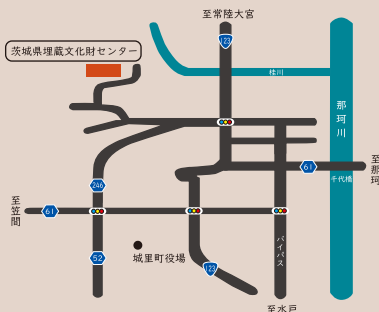 至常陸大宮
123
茨城県埋蔵文化財センター
桂川
那珂川
61
至那珂
千代橋
246
至笠間
61
52
城里町役場
123
バイパス
至水戸